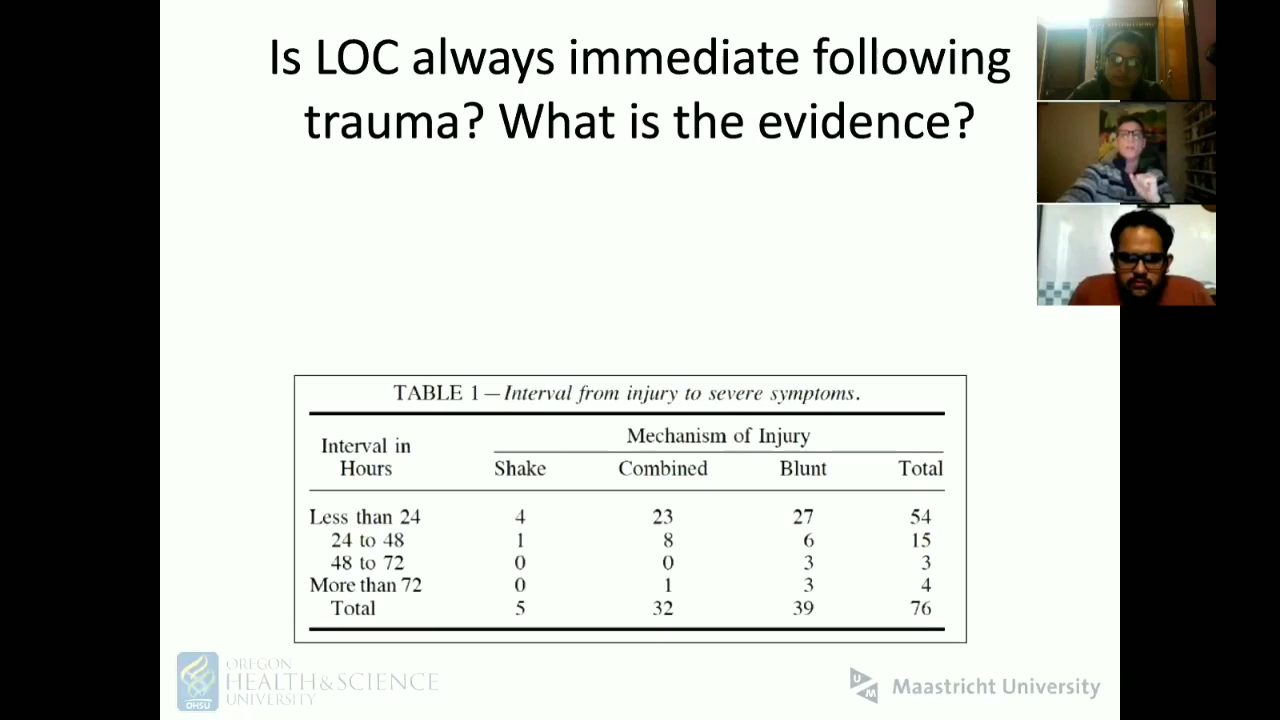 Is LOC always immediate following
trauma? What is the evidence?
TABLE 1—Interval from injury to severe symptoms.
Interval in Hours Mechanism of Injury
Shake Combined Blunt Total
Less than 24 4 23 27 54
24 to 48 1 8 6 15
48 to 72 0 0 3 3
More than 72 0 1 3 4
Total 5 32 39 76
OREGON
HEALTH&SCIENCE
UNIVERSITY
OHSU
UM
Maastricht University